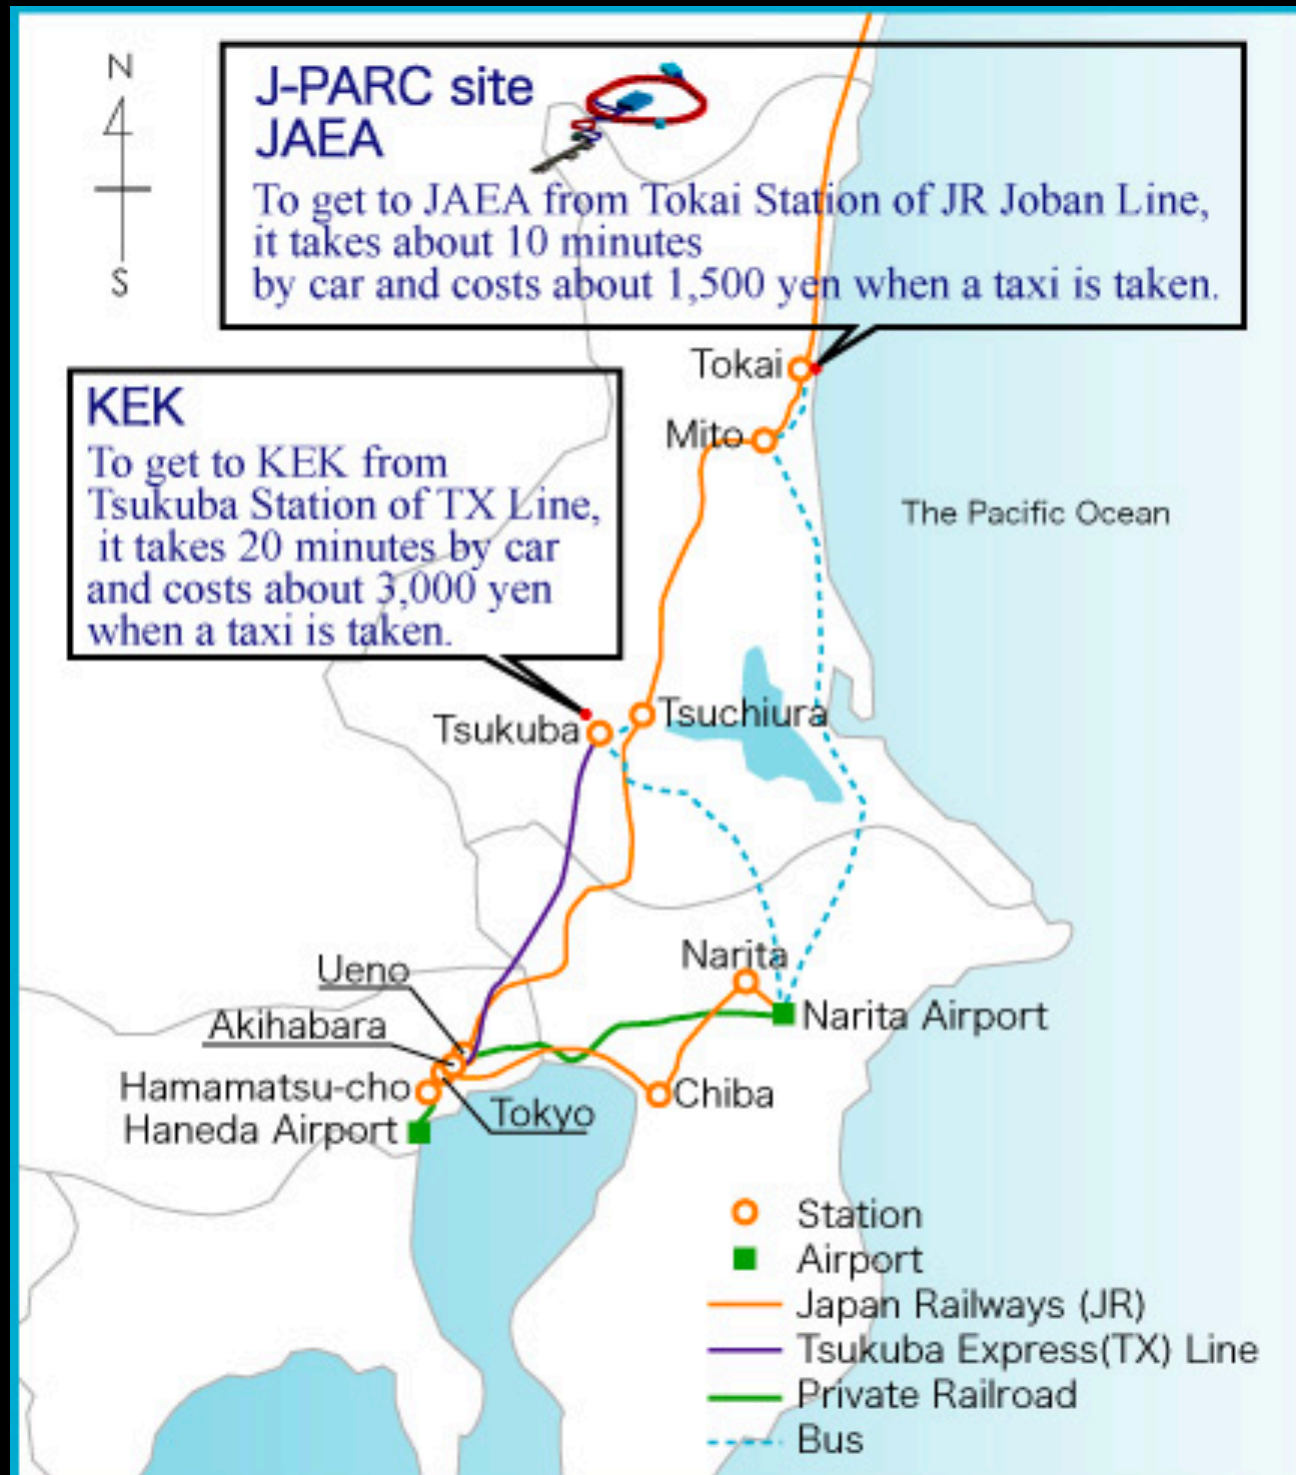 N
S
J-PARC site
JAEA
To get to JAEA from Tokai Station of JR Joban Line,
it takes about 10 minutes
by car and costs about 1,500 yen when a taxi is taken.
Tokai
Mito
KEK
To get to KEK from
Tsukuba Station of TX Line,
it takes 20 minutes by car
and costs about 3,000 yen
when a taxi is taken.
The Pacific Ocean
Tsukuba
Tsuchiura
Ueno
Narita
Akihabara
Narita Airport
Hamamatsu-cho
Chiba
Tokyo
Haneda Airport
Station
Airport
Japan Railways (JR)
Tsukuba Express(TX) Line
Private Railroad
Bus